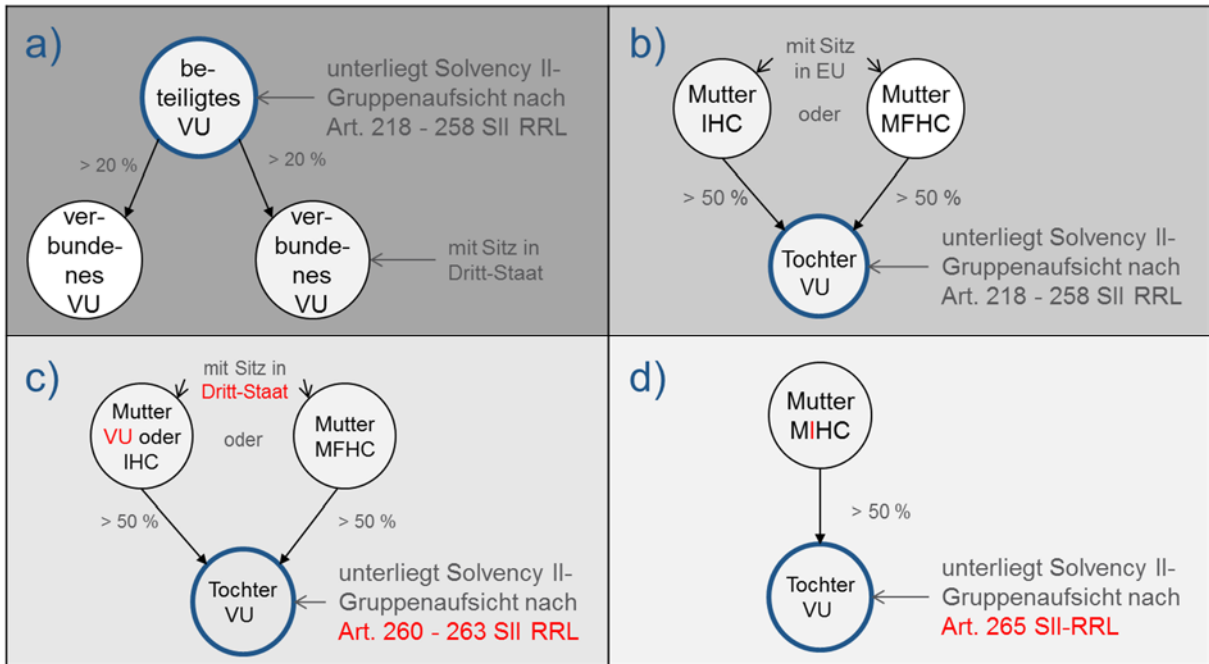 a)
be-
teiligtes
VU
unterliegt Solvency II-
Gruppenaufsicht nach
Art. 218 - 258 SII RRL
> 20 %
> 20 %
ver-
bunde-
nes
VU
ver-
bunde-
nes
VU
mit Sitz in
Dritt-Staat
b)
mit Sitz
in EU
Mutter
IHC
oder
Mutter
MFHC
> 50 %
> 50 %
Tochter
VU
unterliegt Solvency II-
Gruppenaufsicht nach
Art. 218 - 258 SII RRL
c)
mit Sitz in
Dritt-Staat
Mutter
VU oder
IHC
oder
Mutter
MFHC
> 50 %
> 50 %
Tochter
VU
unterliegt Solvency II-
Gruppenaufsicht nach
Art. 260 - 263 SII RRL
d)
Mutter
MIHC
> 50 %
Tochter
VU
unterliegt Solvency II-
Gruppenaufsicht nach
Art. 265 SII-RRL